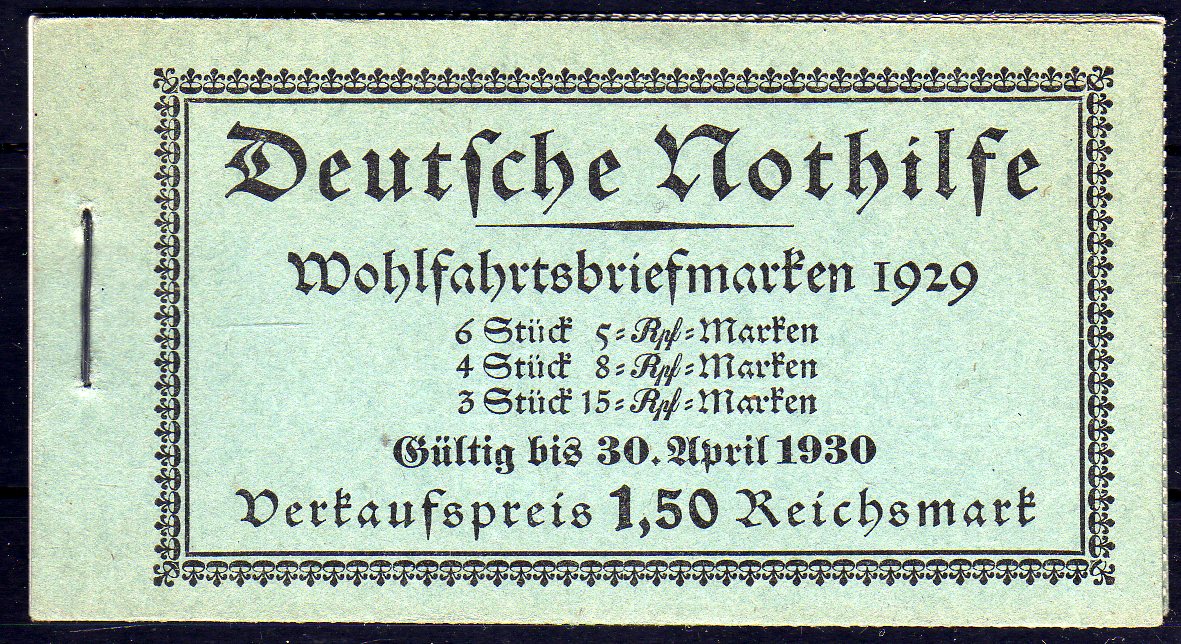 Deutſche Nothilfe
Wohlfahrtsbriefmarken 1929
6 Stück 5=Rpf=Marken
4 Stück 8=Rpf=Marken
3 Stück 15=Rpf=Marken
Gültig bis 30. April 1930
Verkaufspreis 1,50 Reichsmark